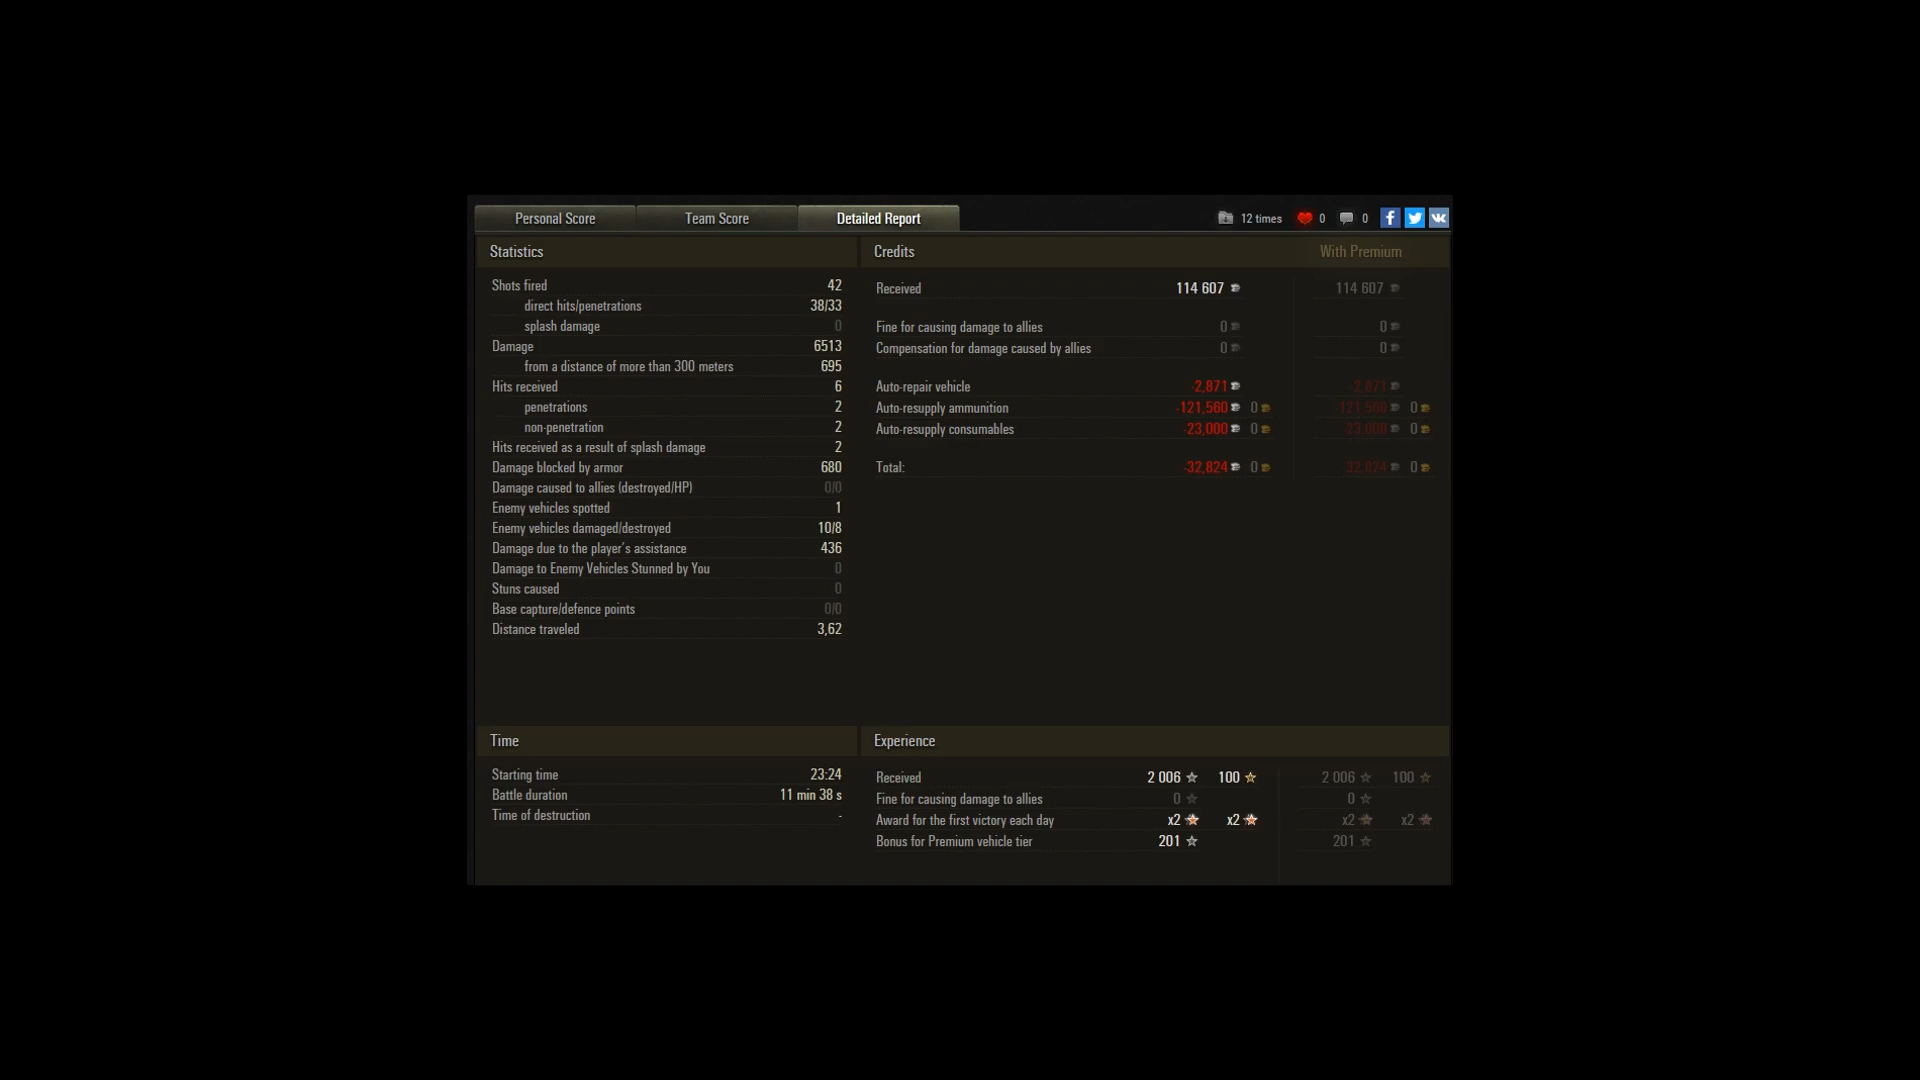 Personal Score Team Score Detailed Report 12 times 0 0
Statistics
Shots fired 42
direct hits/penetrations 38/33
splash damage 0
Damage 6513
from a distance of more than 300 meters 695
Hits received 6
penetrations 2
non-penetration 2
Hits received as a result of splash damage 2
Damage blocked by armor 680
Damage caused to allies (destroyed/HP) 0/0
Enemy vehicles spotted 1
Enemy vehicles damaged/destroyed 10/8
Damage due to the player's assistance 436
Damage to Enemy Vehicles Stunned by You 0
Stuns caused 0
Base capture/defence points 0/0
Distance traveled 3,62
Credits With Premium
Received 114 607 114 607
Fine for causing damage to allies 0 0
Compensation for damage caused by allies 0 0
Auto-repair vehicle -2,871 -2,871
Auto-resupply ammunition -121,560 0 -121,560 0
Auto-resupply consumables -23,000 0 -23,000 0
Total: -32,824 0 -32,824 0
Time
Starting time 23:24
Battle duration 11 min 38 s
Time of destruction -
Experience
Received 2 006 100 2 006 100
Fine for causing damage to allies 0 0
Award for the first victory each day x2 x2 x2 x2
Bonus for Premium vehicle tier 201 201